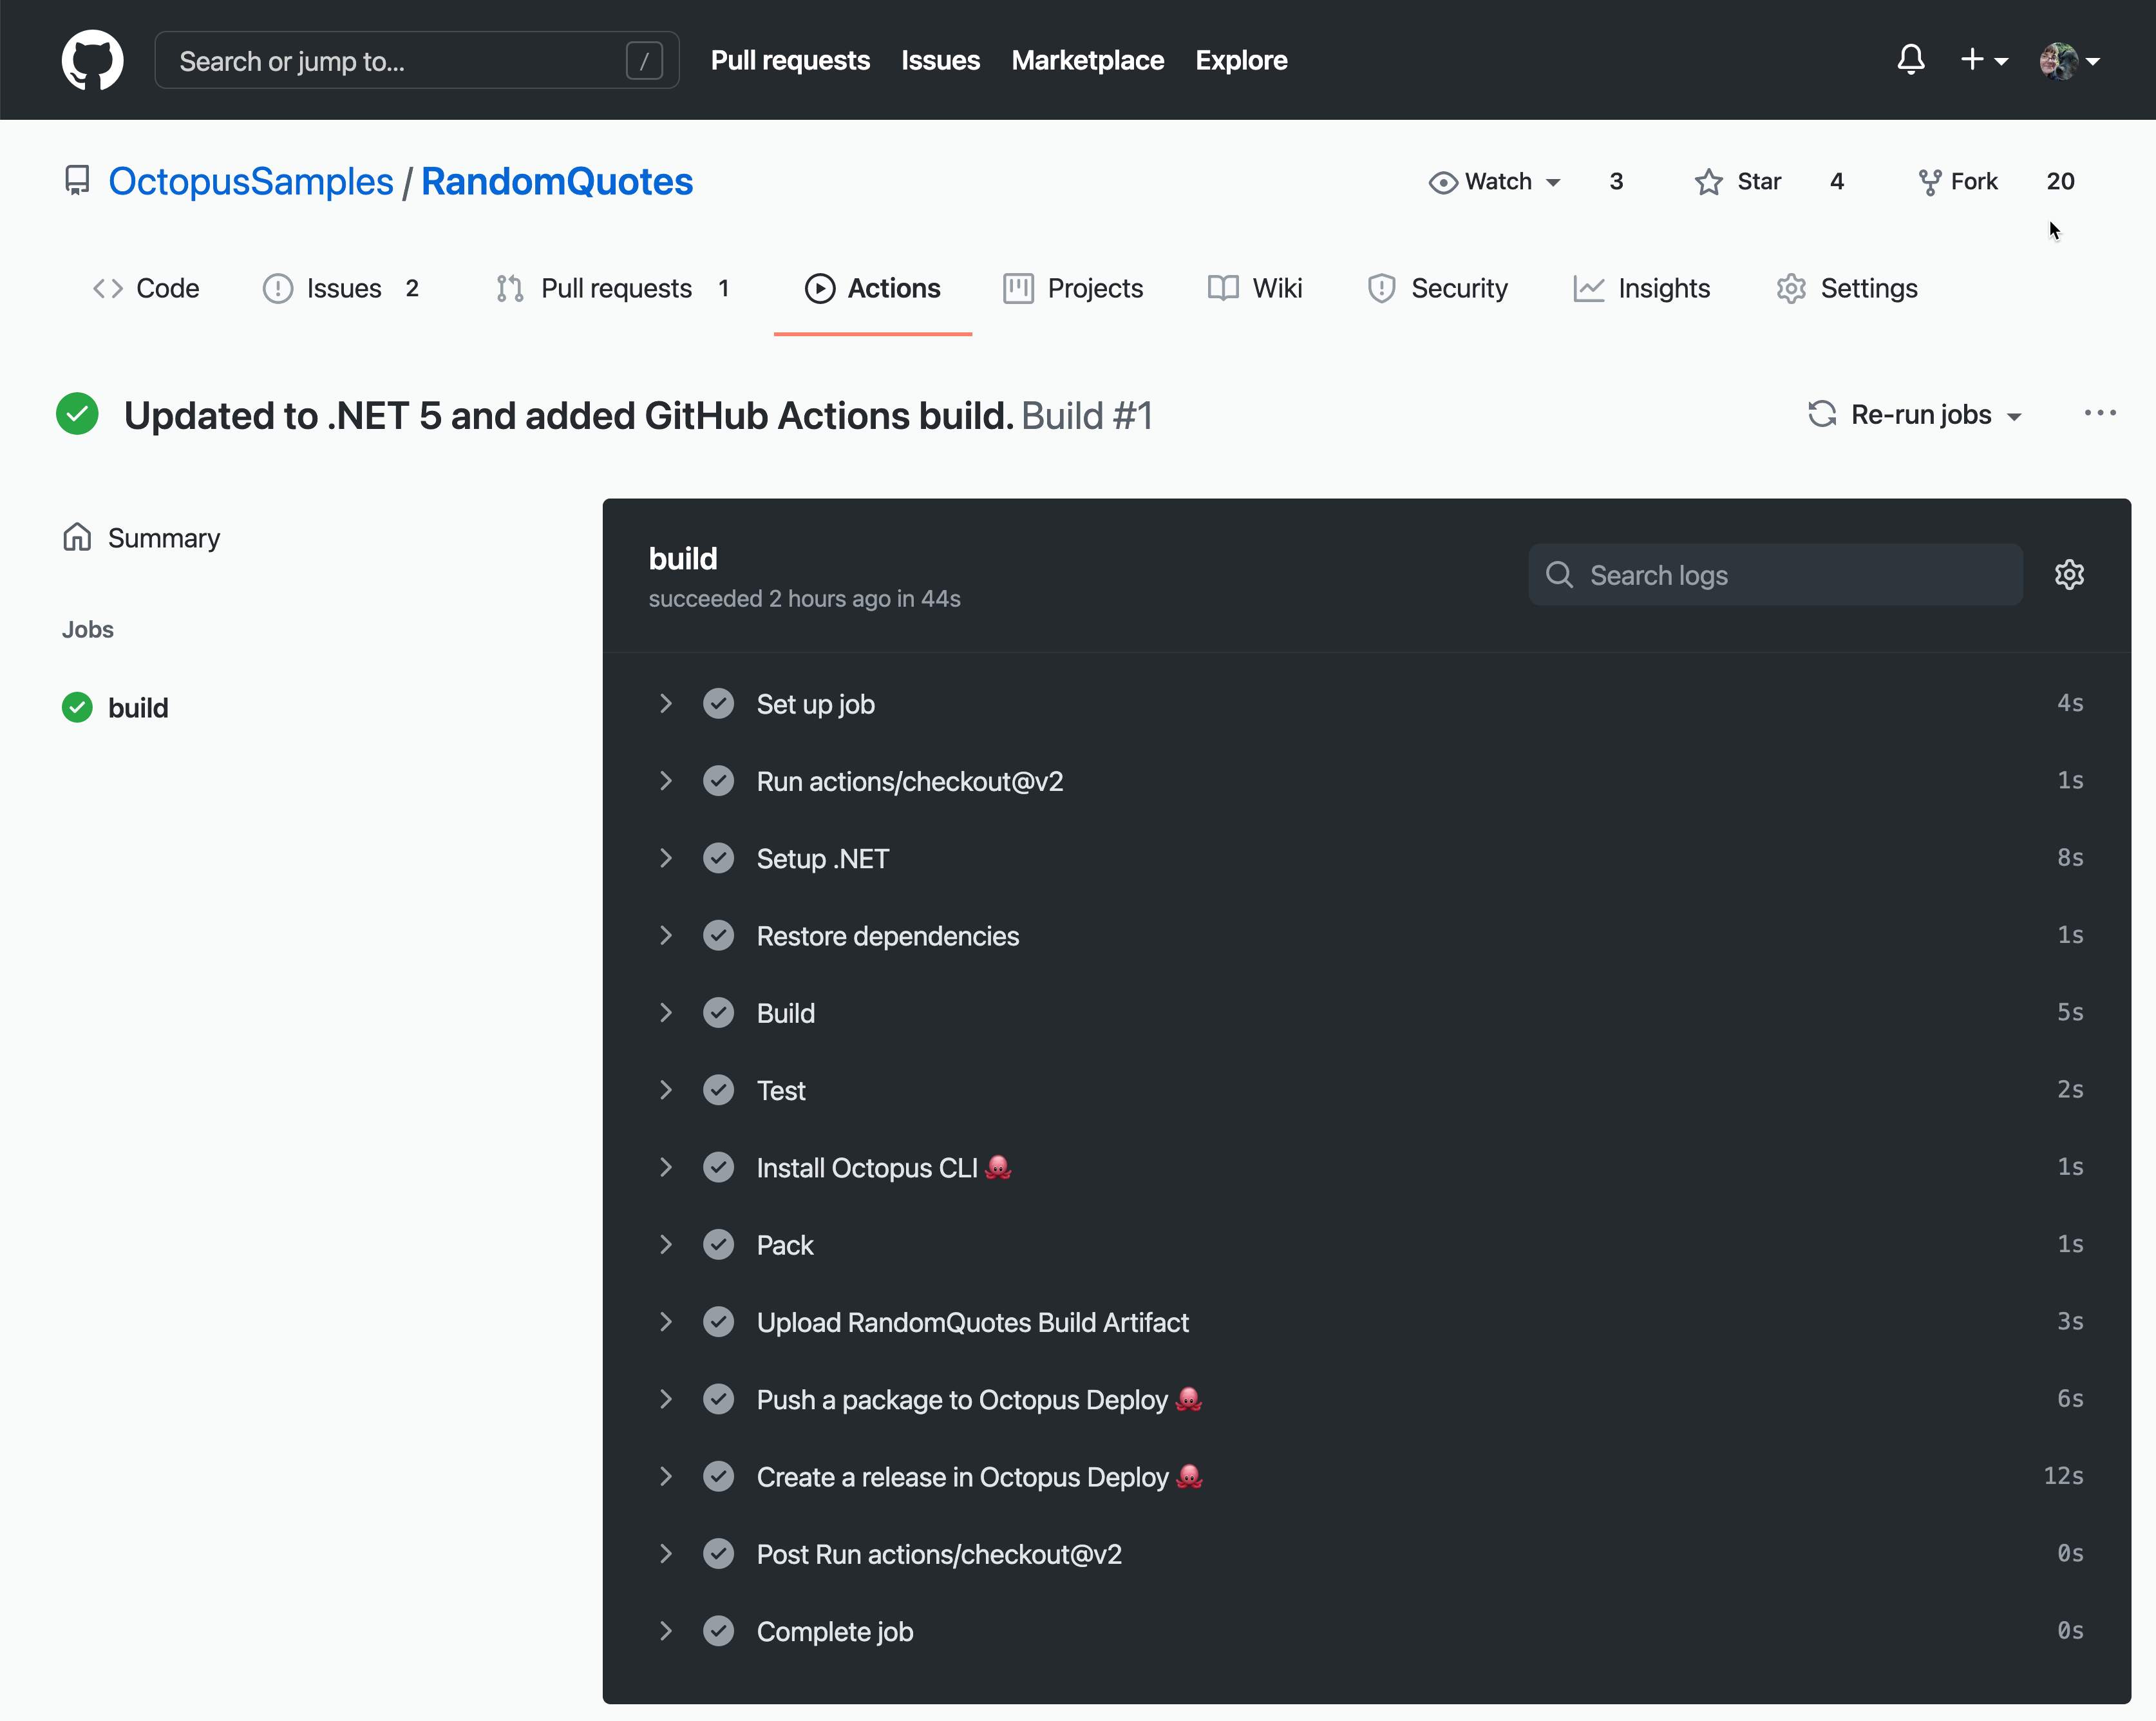 Search or jump to... / Pull requests Issues Marketplace Explore
OctopusSamples / RandomQuotes Watch 3 Star 4 Fork 20
Code Issues 2 Pull requests 1 Actions Projects Wiki Security Insights Settings
Updated to .NET 5 and added GitHub Actions build. Build #1 Re-run jobs
Summary
Jobs
build
build
succeeded 2 hours ago in 44s
Search logs
Set up job 4s
Run actions/checkout@v2 1s
Setup .NET 8s
Restore dependencies 1s
Build 5s
Test 2s
Install Octopus CLI 🐙 1s
Pack 1s
Upload RandomQuotes Build Artifact 3s
Push a package to Octopus Deploy 🐙 6s
Create a release in Octopus Deploy 🐙 12s
Post Run actions/checkout@v2 0s
Complete job 0s